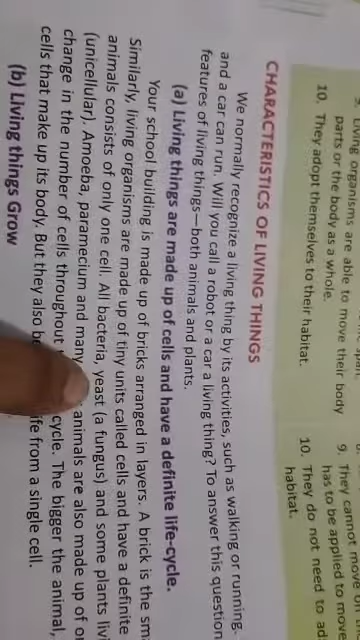 Living organisms are able to move their body
parts or the body as a whole.
10. They adopt themselves to their habitat.
9. They cannot move
has to be applied to
10. They do not need to
habitat.
CHARACTERISTICS OF LIVING THINGS
We normally recognize a living thing by its activities, such as walking or running,
and a car can run. Will you call a robot or a car a living thing? To answer this question
features of living things—both animals and plants.
(a) Living things are made up of cells and have a definite life-cycle.
Your school building is made up of bricks arranged in layers. A brick is the
Similarly, living organisms are made up of tiny units called cells and have a definite
animals consists of only one cell. All bacteria, yeast (a fungus) and some plants
(unicellular). Amoeba, paramecium and many animals are also made up of
change in the number of cells throughout cycle. The bigger the animal,
cells that make up its body. But they also life from a single cell.
(b) Living things Grow